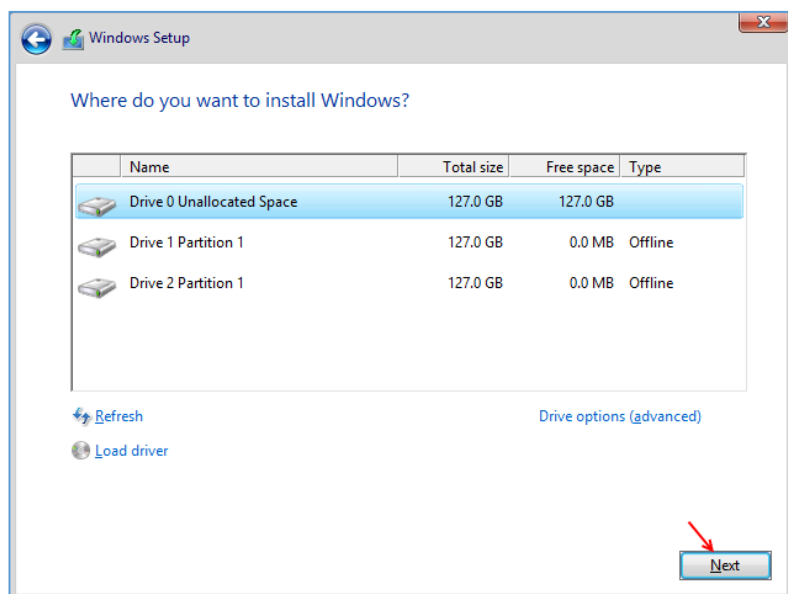 Windows Setup
Where do you want to install Windows?
Name Total size Free space Type
Drive 0 Unallocated Space 127.0 GB 127.0 GB
Drive 1 Partition 1 127.0 GB 0.0 MB Offline
Drive 2 Partition 1 127.0 GB 0.0 MB Offline
Refresh Drive options (advanced)
Load driver
Next